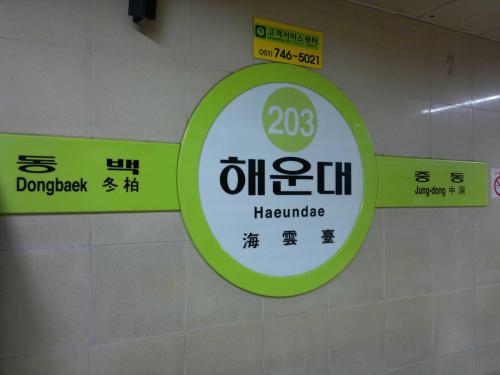 고객서비스센터
(051) 746-5021
203
해운대
Haeundae
海 雲 臺
동 백
Dongbaek 冬柏
중 동
Jung-dong 中 洞